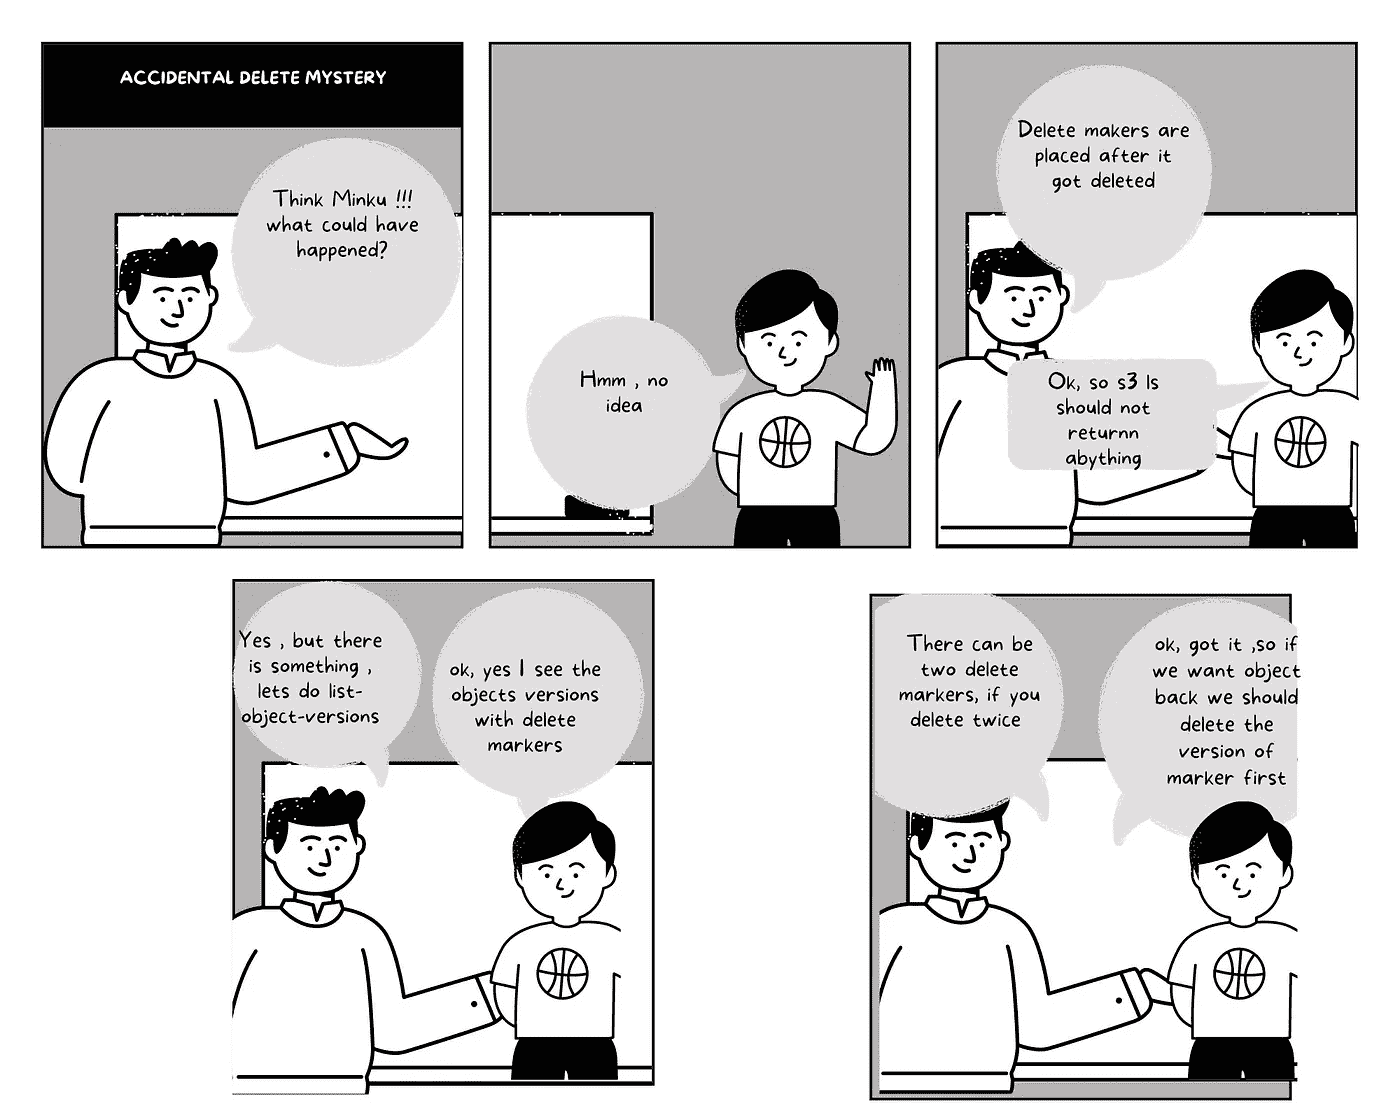 ACCIDENTAL DELETE MYSTERY
Think Minku !!!
what could have
happened?
Hmm , no
idea
Delete makers are
placed after it
got deleted
Ok, so s3 ls
should not
returnn
abything
Yes , but there
is something ,
lets do list-
object-versions
ok, yes I see the
objects versions
with delete
markers
There can be
two delete
markers, if you
delete twice
ok, got it ,so if
we want object
back we should
delete the
version of
marker first